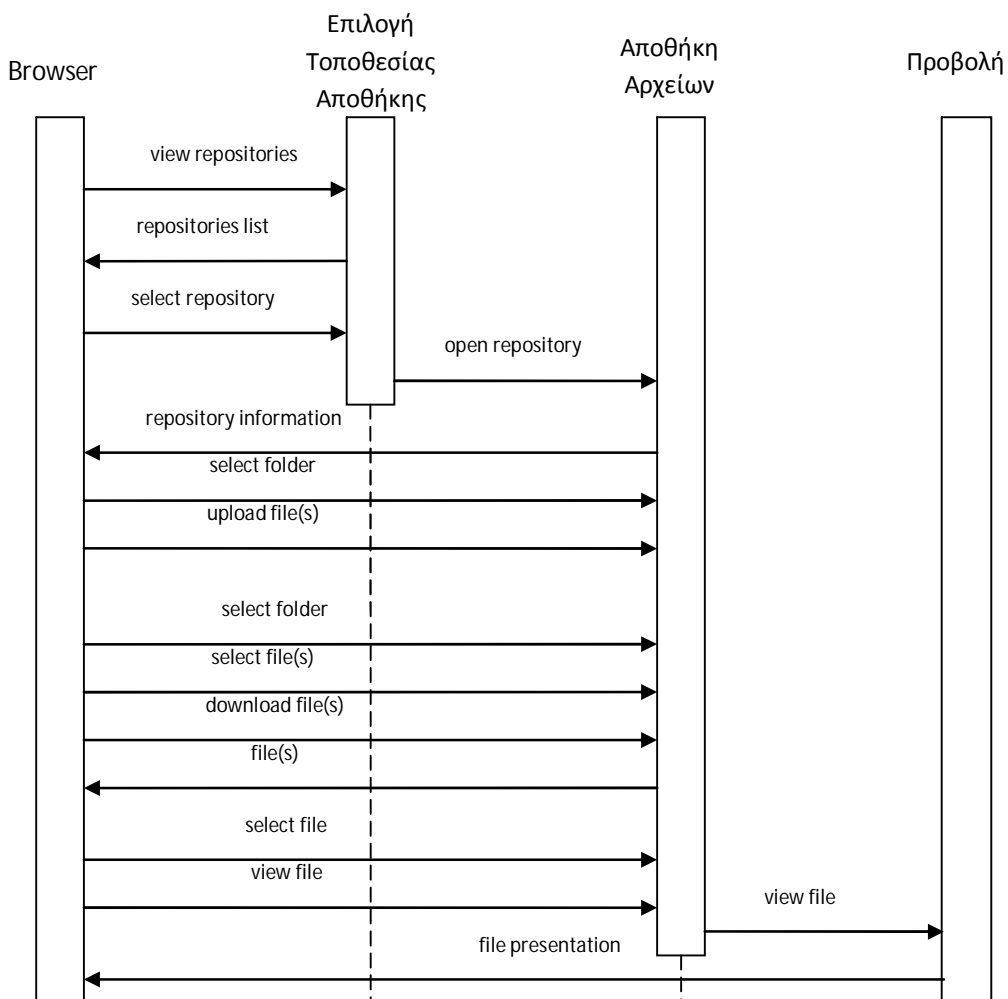 Browser
Επιλογή
Τοποθεσίας
Αποθήκης
Αποθήκη
Αρχείων
Προβολή
view repositories
repositories list
select repository
open repository
repository information
select folder
upload file(s)
select folder
select file(s)
download file(s)
file(s)
select file
view file
view file
file presentation